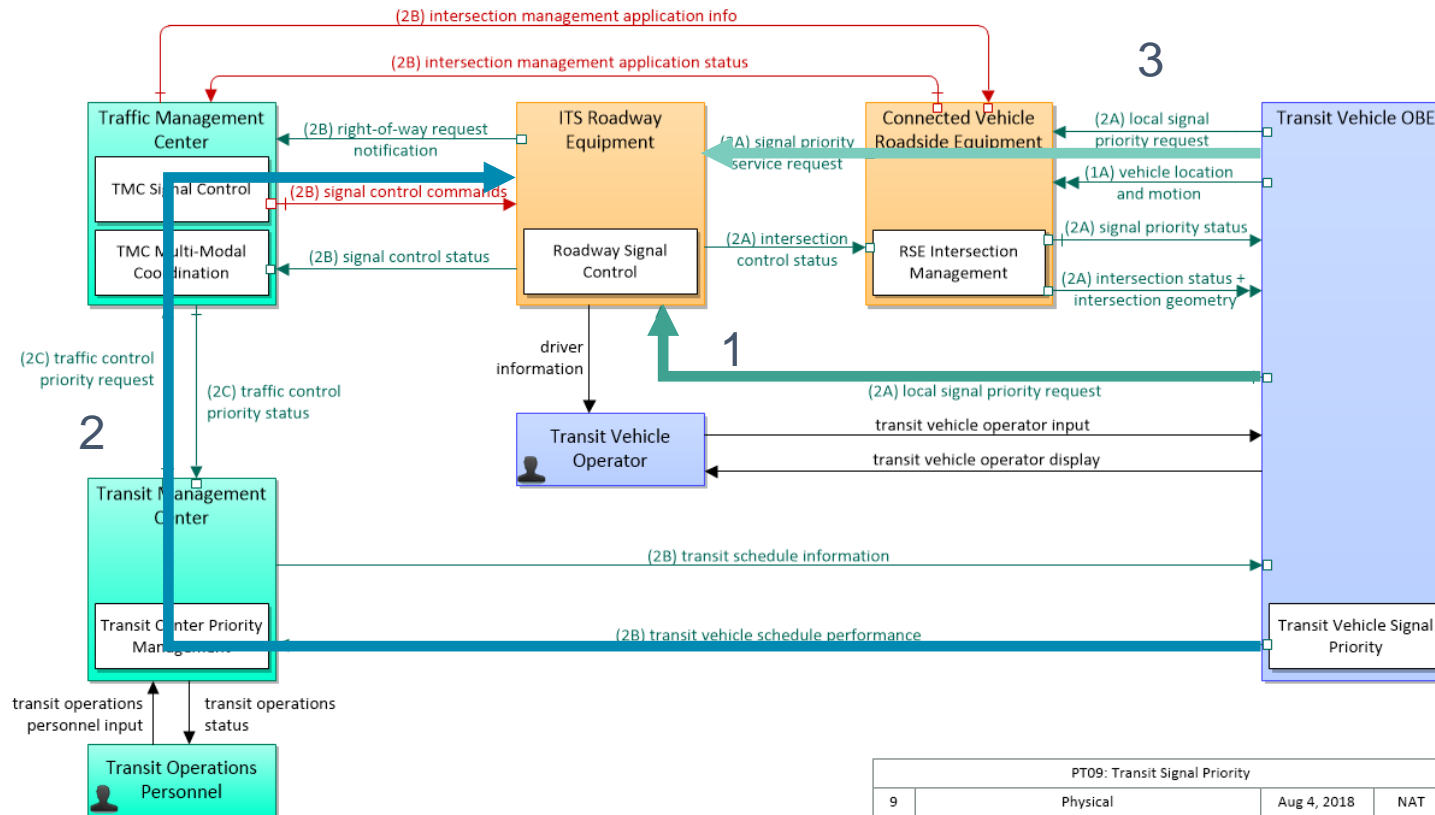 (2B) intersection management application info
(2B) intersection management application status
3
Traffic Management
Center
TMC Signal Control
TMC Multi-Modal
Coordination
(2B) right-of-way request
notification
(2B) signal control commands
(2B) signal control status
ITS Roadway
Equipment
Roadway Signal
Control
(2A) signal priority
service request
(2A) intersection
control status
Connected Vehicle
Roadside Equipment
RSE Intersection
Management
(2A) local signal
priority request
(1A) vehicle location
and motion
(2A) signal priority status
(2A) intersection status +
intersection geometry
Transit Vehicle OBE
driver
information
1
(2A) local signal priority request
(2C) traffic control
priority request
(2C) traffic control
priority status
2
Transit Vehicle
Operator
transit vehicle operator input
transit vehicle operator display
Transit Management
Center
(2B) transit schedule information
Transit Center Priority
Management
(2B) transit vehicle schedule performance
Transit Vehicle Signal
Priority
transit operations
personnel input
transit operations
status
Transit Operations
Personnel
PT09: Transit Signal Priority
9 Physical Aug 4, 2018 NAT